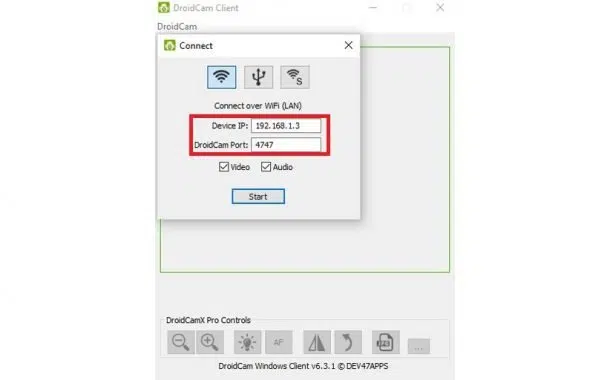 DroidCam Client
DroidCam
Connect
S
Connect over WiFi (LAN)
Device IP: 192.168.1.3
DroidCam Port: 4747
Video Audio
Start
DroidCamX Pro Controls
AF
JPG
...
DroidCam Windows Client v6.3.1 © DEV47APPS